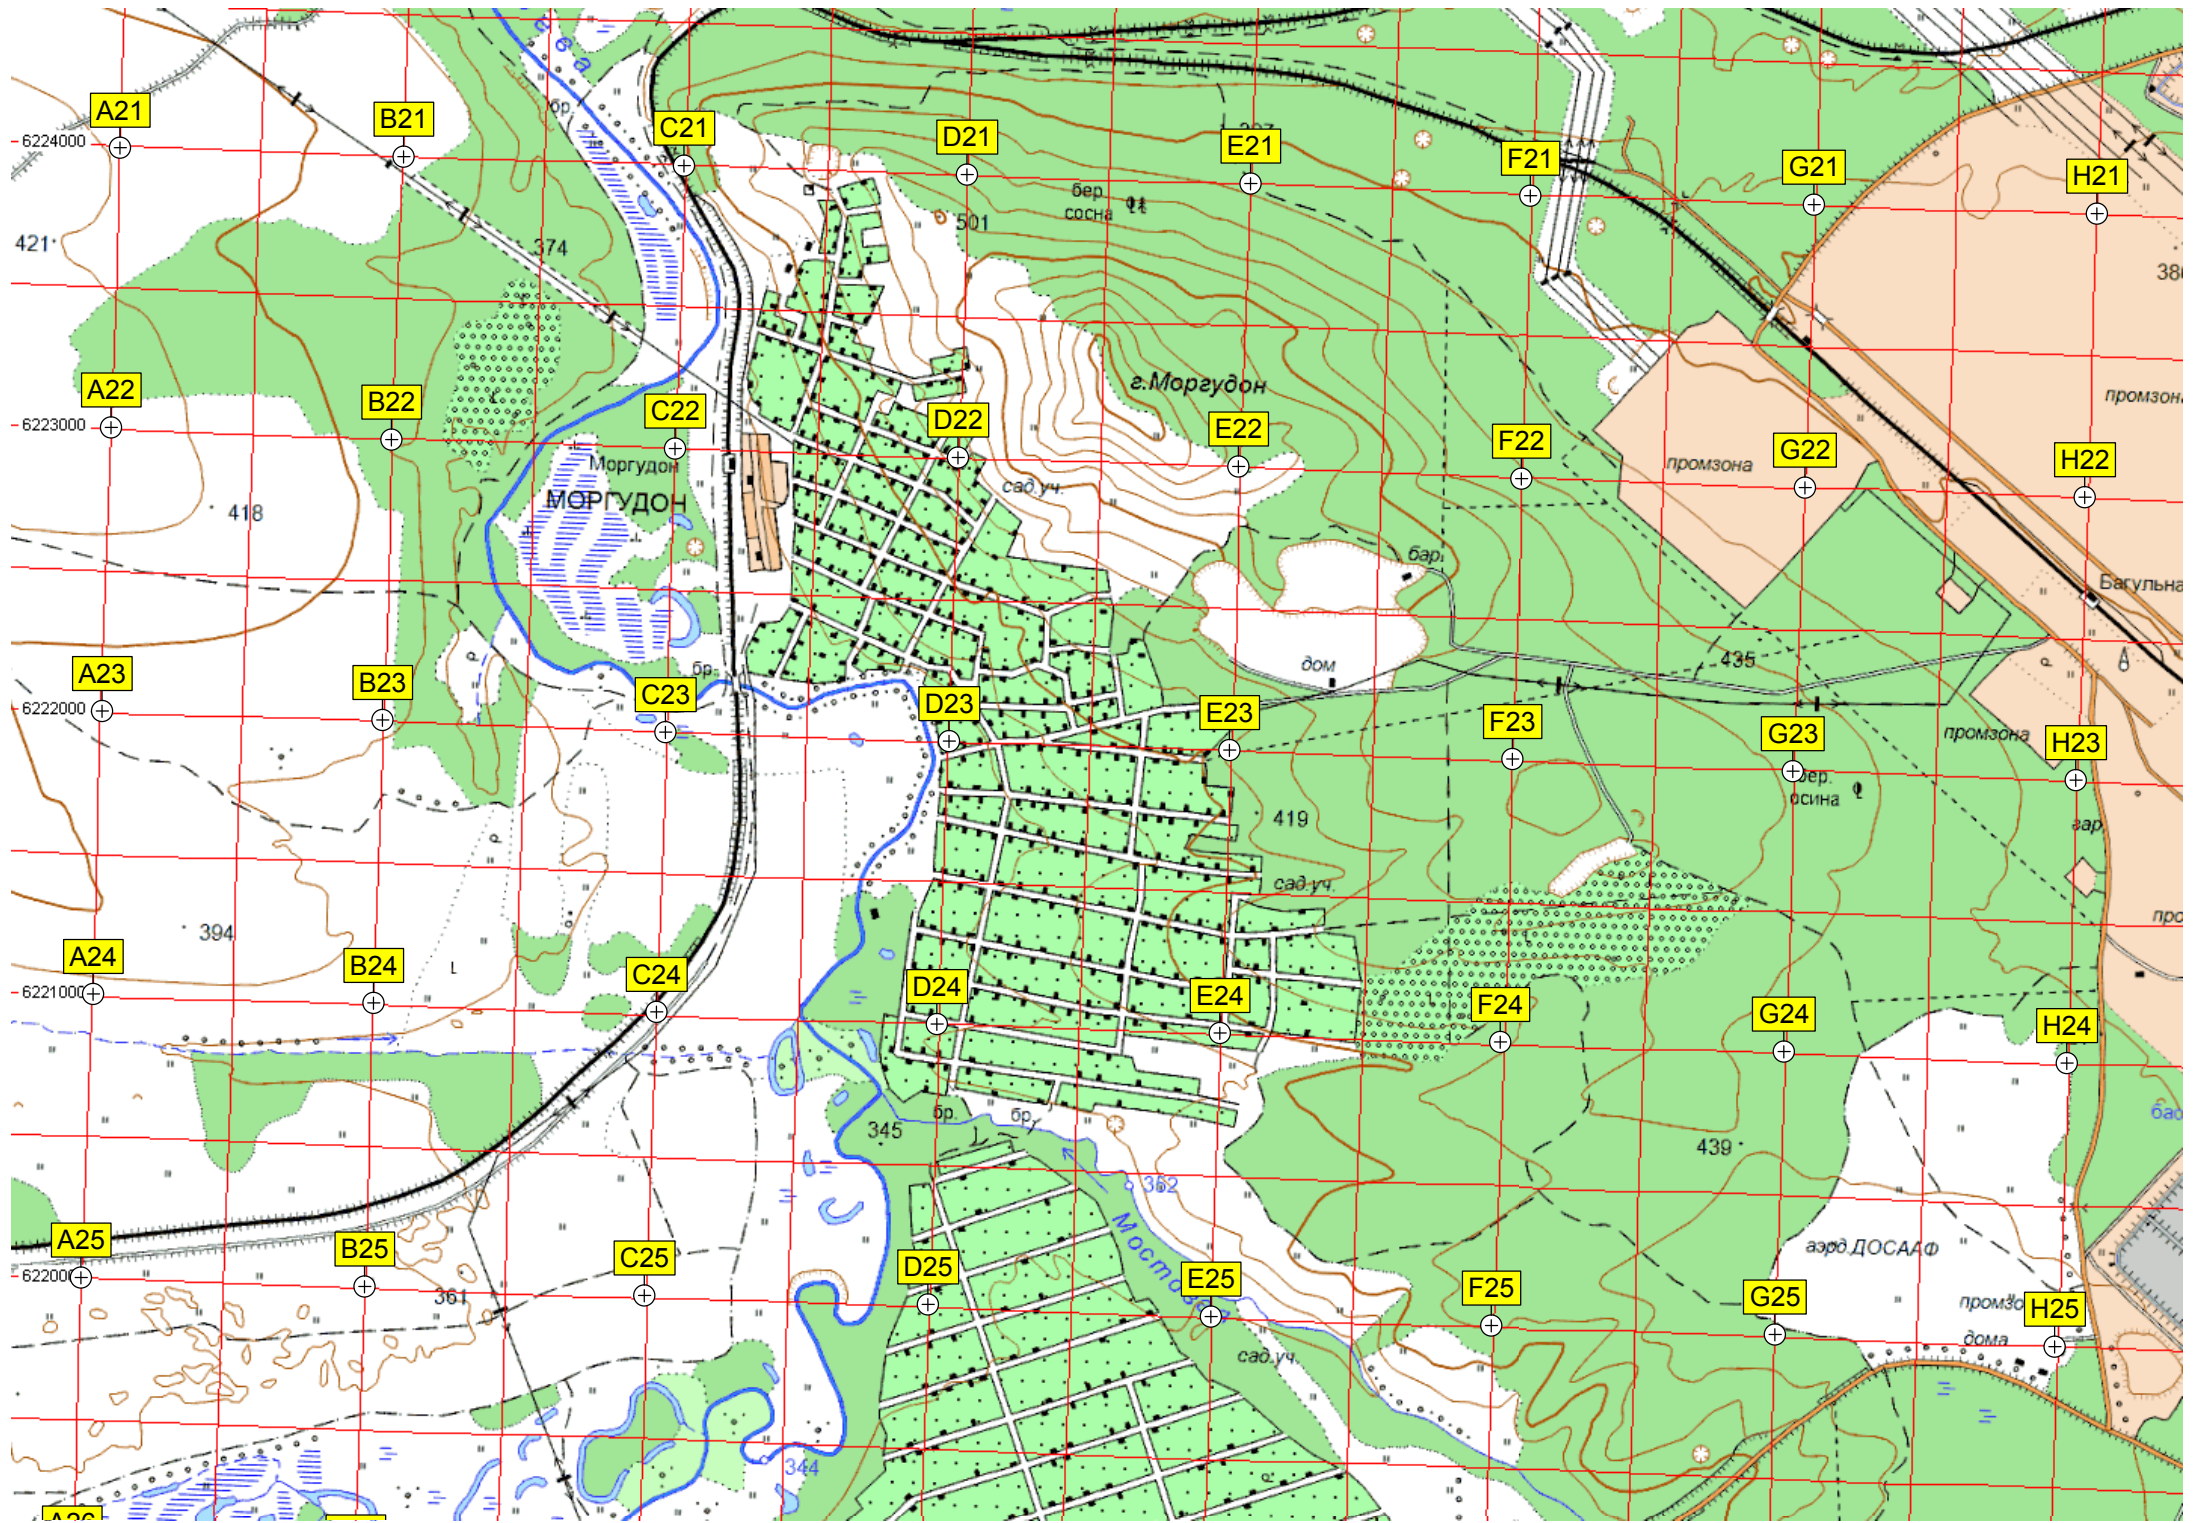 A21
B21
C21
D21
E21
F21
G21
H21
6224000
бр.
421
374
501
бер.
сосна
A22
B22
C22
D22
E22
F22
G22
H22
6223000
г.Моргудон
промзона
промзона
Моргудон
МОРГУДОН
сад.уч.
418
бар.
Багульна
дом
435
бр.
A23
B23
C23
D23
E23
F23
G23
H23
6222000
промзона
бер.
осина
419
сад.уч.
394
A24
B24
C24
D24
E24
F24
G24
H24
6221000
бр.
бр.
345
352
439
Мостовая
аэрд.ДОСААФ
A25
B25
C25
D25
E25
F25
G25
H25
361
дома
сад.уч.
344
A26